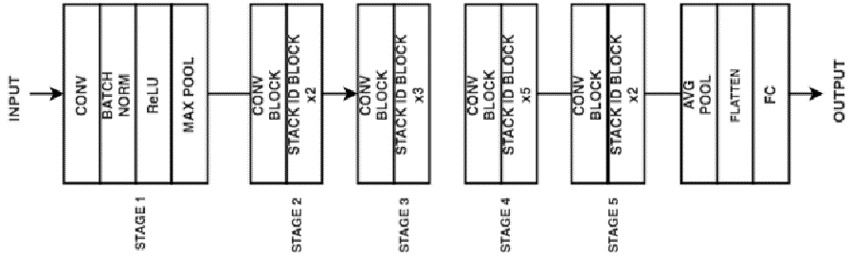 INPUT
CONV
BATCH
NORM
ReLU
MAX POOL
STAGE 1
CONV
BLOCK
STACK ID BLOCK
x2
STAGE 2
CONV
BLOCK
STACK ID BLOCK
x3
STAGE 3
CONV
BLOCK
STACK ID BLOCK
x5
STAGE 4
CONV
BLOCK
STACK ID BLOCK
x2
STAGE 5
AVG
POOL
FLATTEN
FC
OUTPUT